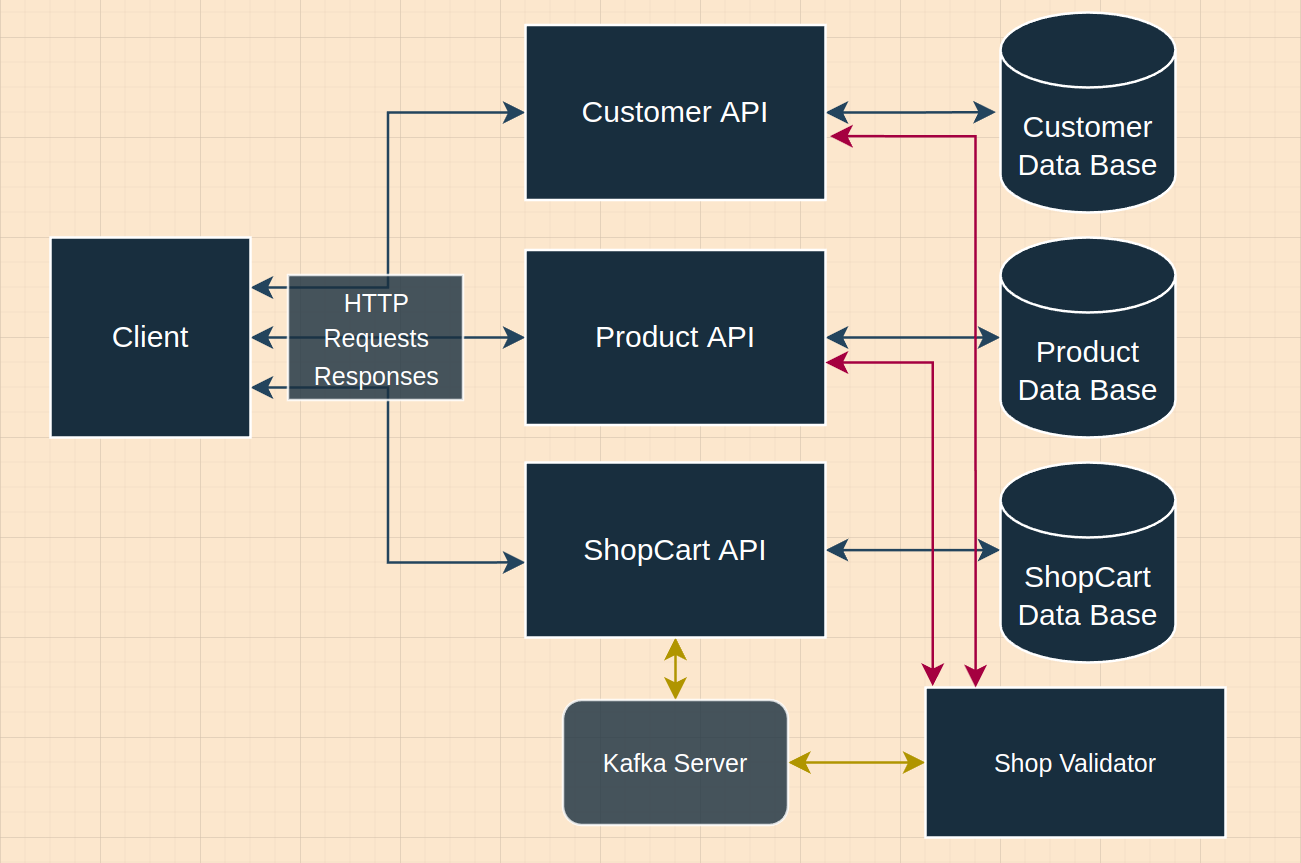 Customer API
Customer
Data Base
Client
HTTP
Requests
Responses
Product API
Product
Data Base
ShopCart API
ShopCart
Data Base
Kafka Server
Shop Validator